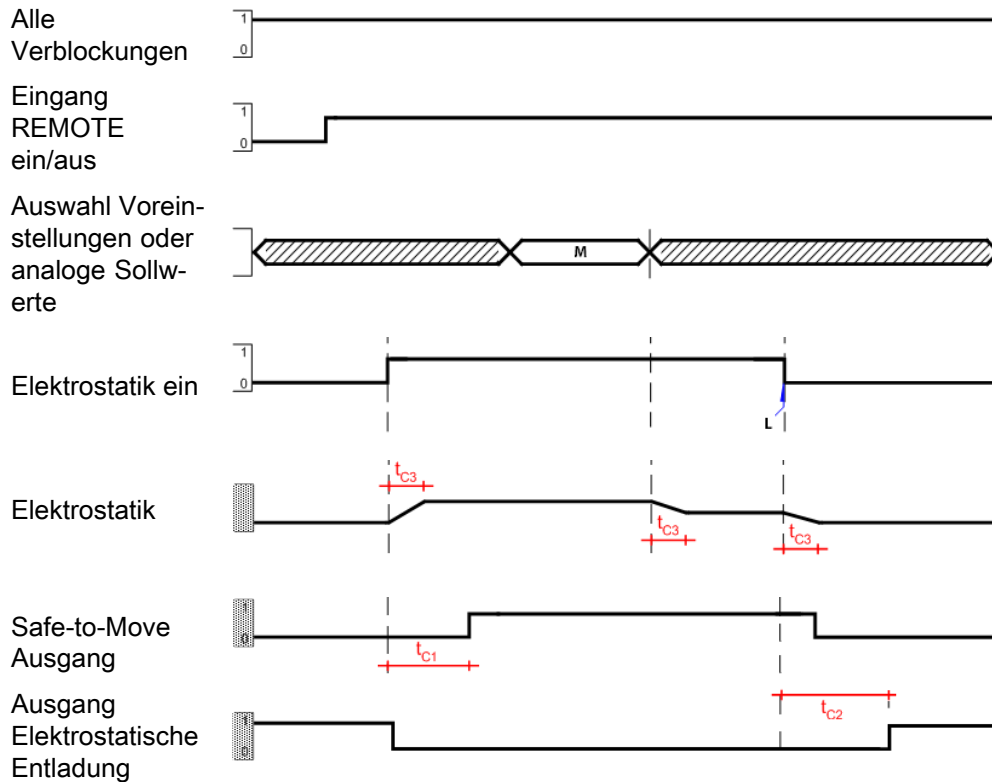 Alle
Verblockungen
1
0
Eingang
REMOTE
ein/aus
1
0
Auswahl Vorein-
stellungen oder
analoge Sollw-
erte
M
Elektrostatik ein
1
0
L
Elektrostatik
tC3
tC3
tC3
Safe-to-Move
Ausgang
1
0
tC1
Ausgang
Elektrostatische
Entladung
1
0
tC2